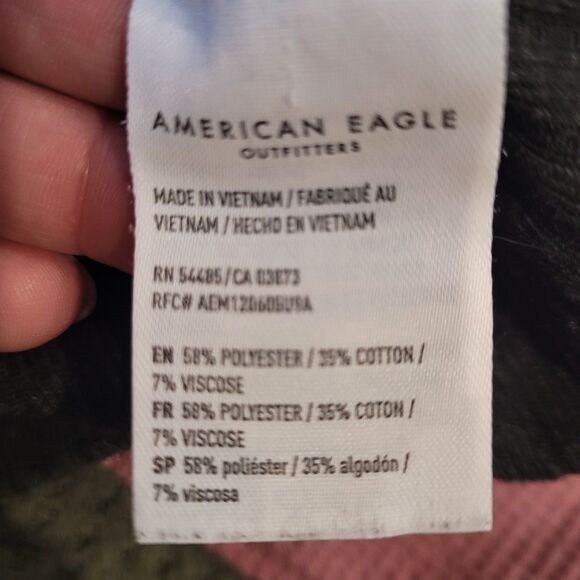 AMERICAN EAGLE
OUTFITTERS
MADE IN VIETNAM / FABRIQUÉ AU
VIETNAM / HECHO EN VIETNAM
RN 54485/CA 03873
RFC# AEM120605U9A
EN 58% POLYESTER / 35% COTTON /
7% VISCOSE
FR 58% POLYESTER / 35% COTON /
7% VISCOSE
SP 58% poliéster / 35% algodón /
7% viscosa